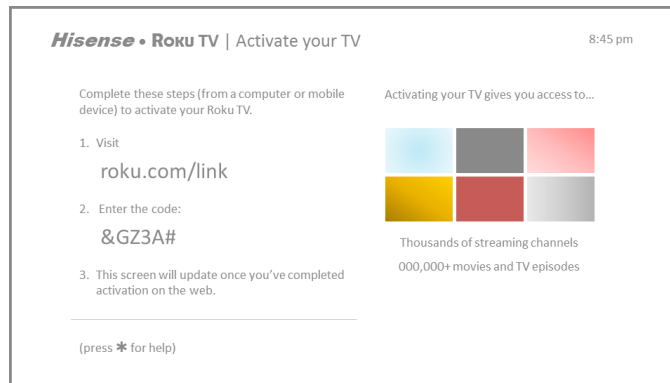 Hisense • ROKU TV | Activate your TV
8:45 pm
Complete these steps (from a computer or mobile
device) to activate your Roku TV.
1. Visit
roku.com/link
2. Enter the code:
&GZ3A#
3. This screen will update once you've completed
activation on the web.
(press ✱ for help)
Activating your TV gives you access to...
Thousands of streaming channels
000,000+ movies and TV episodes